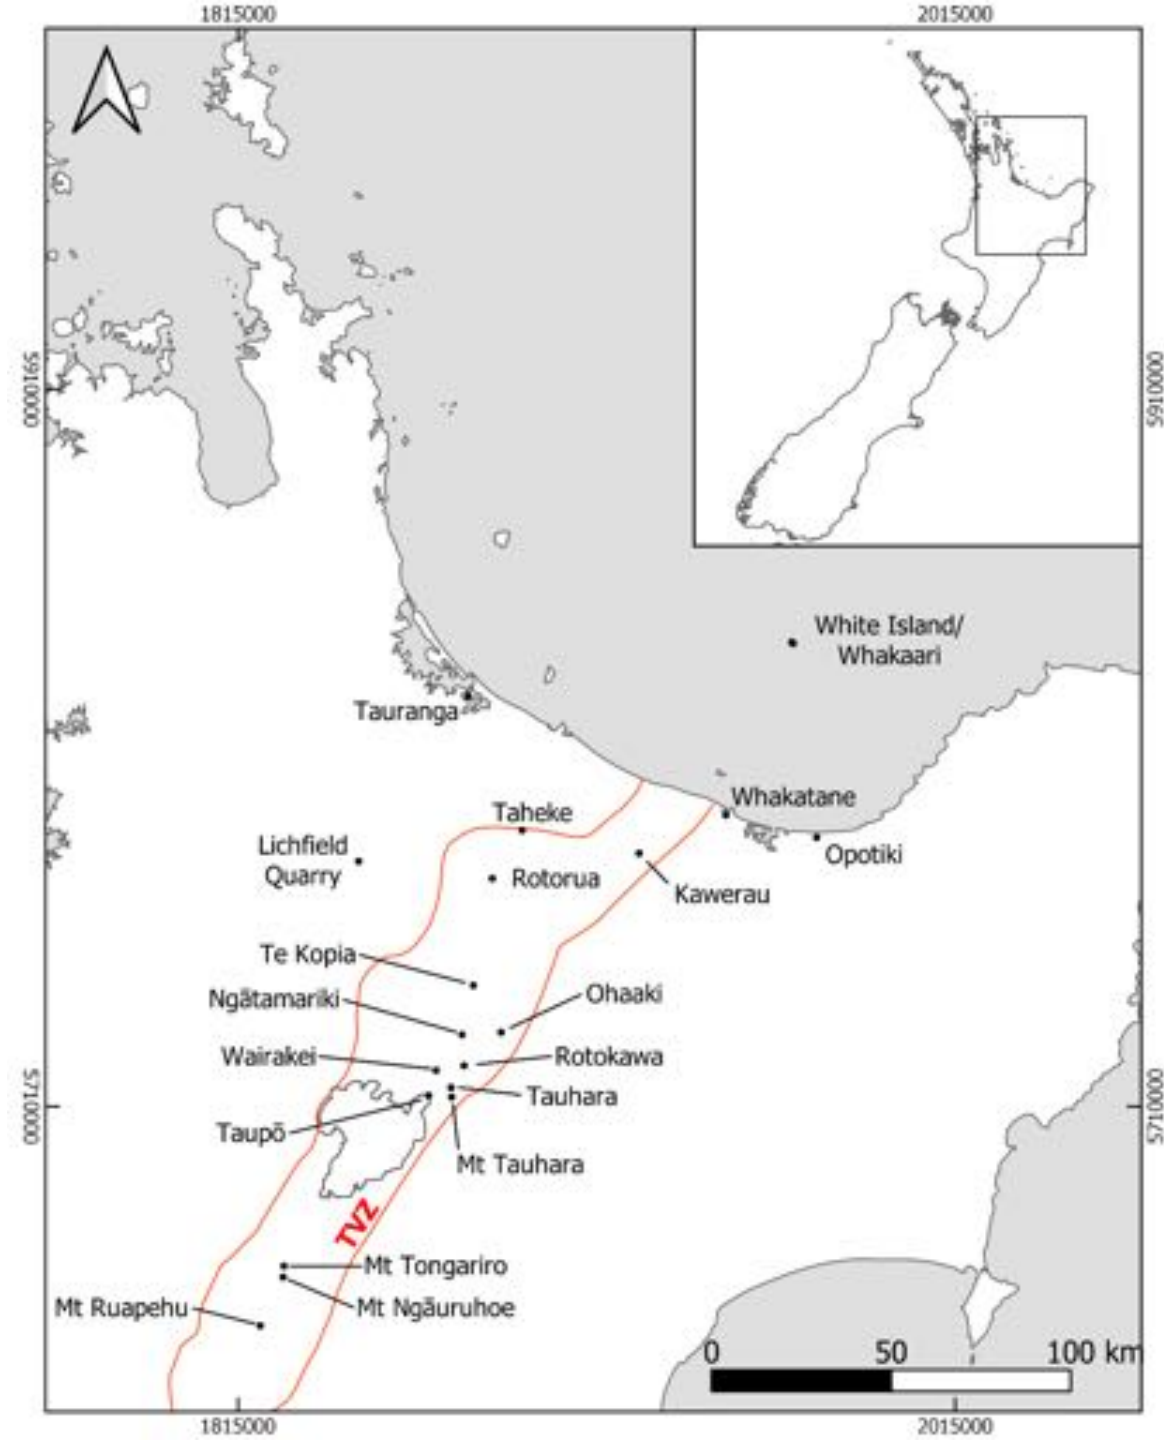 1815000
2015000
5910000
5910000
White Island/
Whakaari
Tauranga
Whakatane
Taheke
Opotiki
Lichfield
Quarry
Rotorua
Kawerau
Te Kopia
Ohaaki
Ngātamariki
Wairakei
Rotokawa
Tauhara
5710000
5710000
Taupō
Mt Tauhara
TVZ
Mt Tongariro
Mt Ruapehu
Mt Ngāuruhoe
0 50 100 km
1815000
2015000